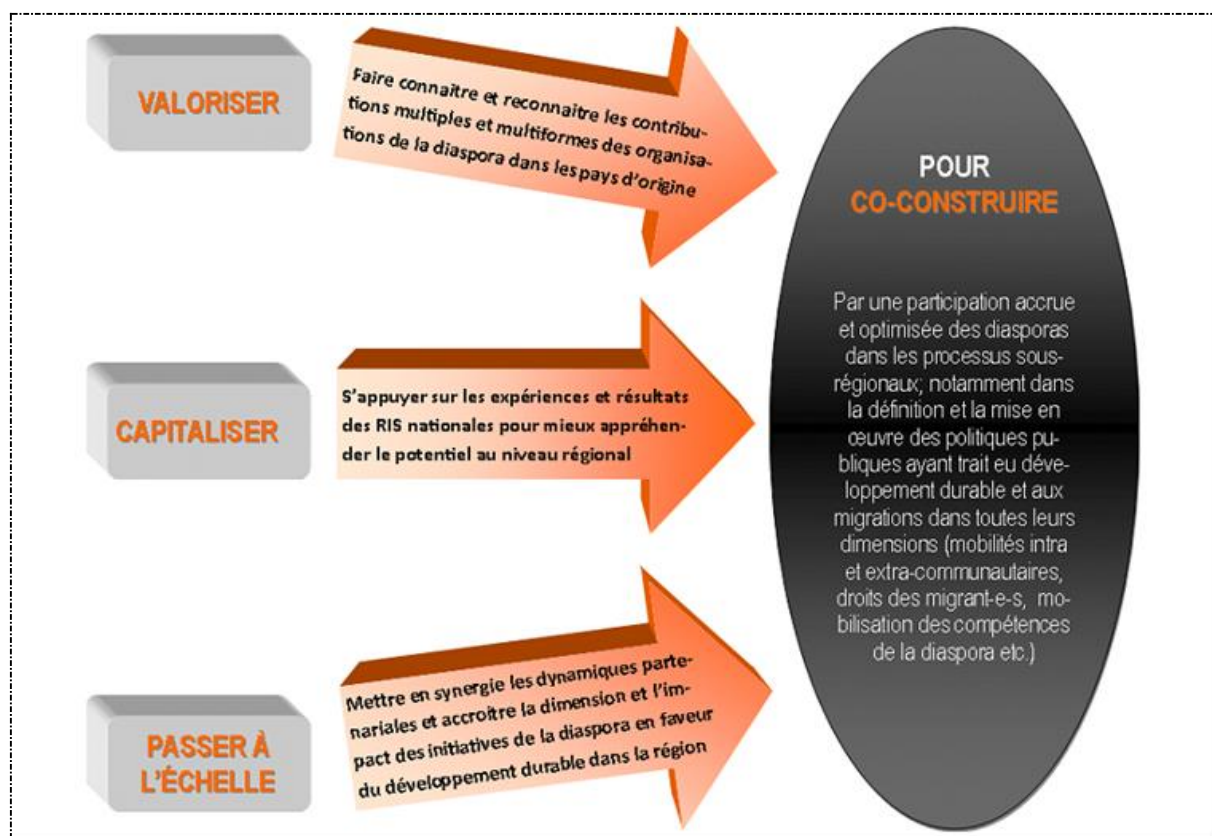 VALORISER
Faire connaître et reconnaître les contribu-
tions multiples et multiformes des organisa-
tions de la diaspora dans les pays d'origine
CAPITALISER
S'appuyer sur les expériences et résultats
des RIS nationales pour mieux appréhen-
der le potentiel au niveau régional
PASSER À
L'ÉCHELLE
Mettre en synergie les dynamiques parte-
nariales et accroître la dimension et l'im-
pact des initiatives de la diaspora en faveur
du développement durable dans la région
POUR
CO-CONSTRUIRE
Par une participation accrue
et optimisée des diasporas
dans les processus sous-
régionaux; notamment dans
la définition et la mise en
œuvre des politiques pu-
bliques ayant trait eu déve-
loppement durable et aux
migrations dans toutes leurs
dimensions (mobilités intra
et extra-communautaires,
droits des migrant-e-s, mo-
bilisation des compétences
de la diaspora etc.)